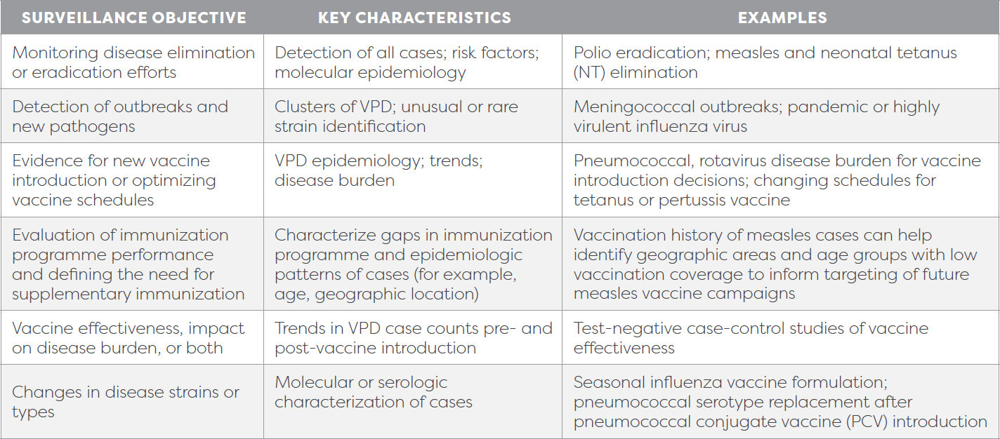 SURVEILLANCE OBJECTIVE KEY CHARACTERISTICS EXAMPLES
Monitoring disease elimination
or eradication efforts
Detection of all cases; risk factors;
molecular epidemiology
Polio eradication; measles and neonatal tetanus
(NT) elimination
Detection of outbreaks and
new pathogens
Clusters of VPD; unusual or rare
strain identification
Meningococcal outbreaks; pandemic or highly
virulent influenza virus
Evidence for new vaccine
introduction or optimizing
vaccine schedules
VPD epidemiology; trends;
disease burden
Pneumococcal, rotavirus disease burden for vaccine
introduction decisions; changing schedules for
tetanus or pertussis vaccine
Evaluation of immunization
programme performance
and defining the need for
supplementary immunization
Characterize gaps in immunization
programme and epidemiologic
patterns of cases (for example,
age, geographic location)
Vaccination history of measles cases can help
identify geographic areas and age groups with low
vaccination coverage to inform targeting of future
measles vaccine campaigns
Vaccine effectiveness, impact
on disease burden, or both
Trends in VPD case counts pre- and
post-vaccine introduction
Test-negative case-control studies of vaccine
effectiveness
Changes in disease strains or
types
Molecular or serologic
characterization of cases
Seasonal influenza vaccine formulation;
pneumococcal serotype replacement after
pneumococcal conjugate vaccine (PCV) introduction